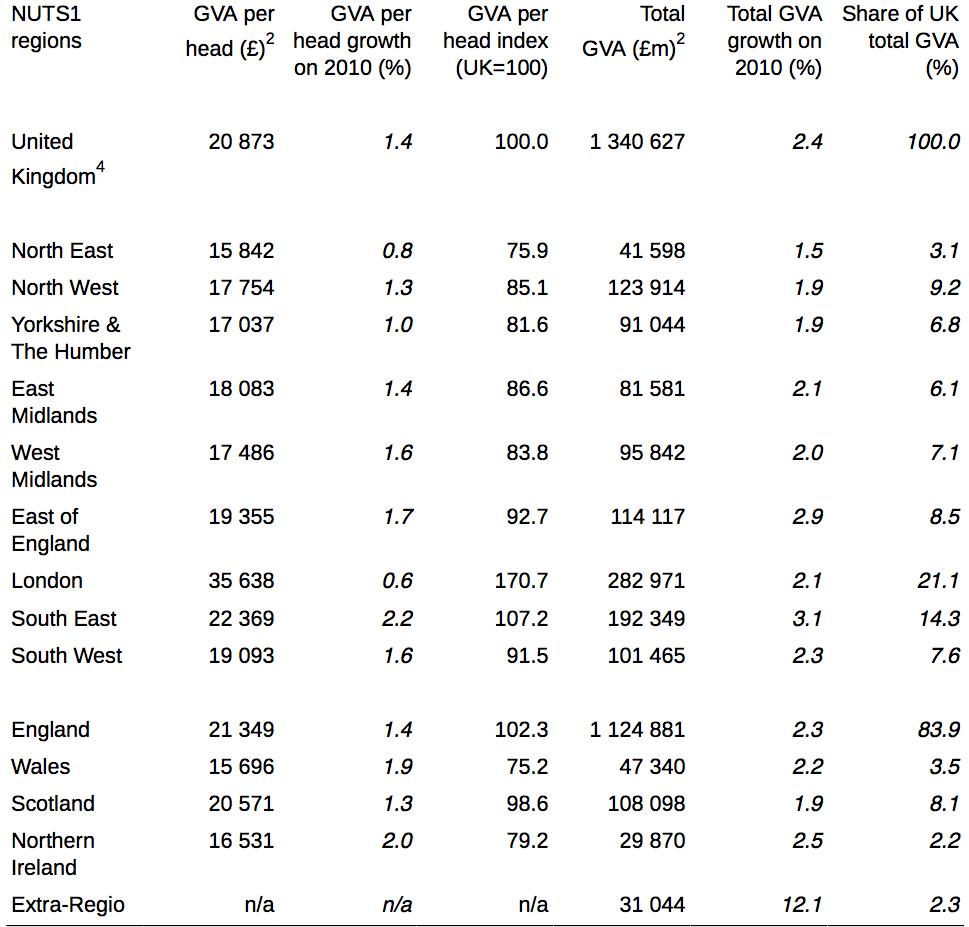 NUTS1 GVA per GVA per GVA per Total Total GVA Share of UK
regions head (£)2 head growth head index GVA (£m)2 growth on total GVA
on 2010 (%) (UK=100) 2010 (%) (%)
United 20 873 1.4 100.0 1 340 627 2.4 100.0
Kingdom4
North East 15 842 0.8 75.9 41 598 1.5 3.1
North West 17 754 1.3 85.1 123 914 1.9 9.2
Yorkshire & 17 037 1.0 81.6 91 044 1.9 6.8
The Humber
East 18 083 1.4 86.6 81 581 2.1 6.1
Midlands
West 17 486 1.6 83.8 95 842 2.0 7.1
Midlands
East of 19 355 1.7 92.7 114 117 2.9 8.5
England
London 35 638 0.6 170.7 282 971 2.1 21.1
South East 22 369 2.2 107.2 192 349 3.1 14.3
South West 19 093 1.6 91.5 101 465 2.3 7.6
England 21 349 1.4 102.3 1 124 881 2.3 83.9
Wales 15 696 1.9 75.2 47 340 2.2 3.5
Scotland 20 571 1.3 98.6 108 098 1.9 8.1
Northern 16 531 2.0 79.2 29 870 2.5 2.2
Ireland
Extra-Regio n/a n/a n/a 31 044 12.1 2.3